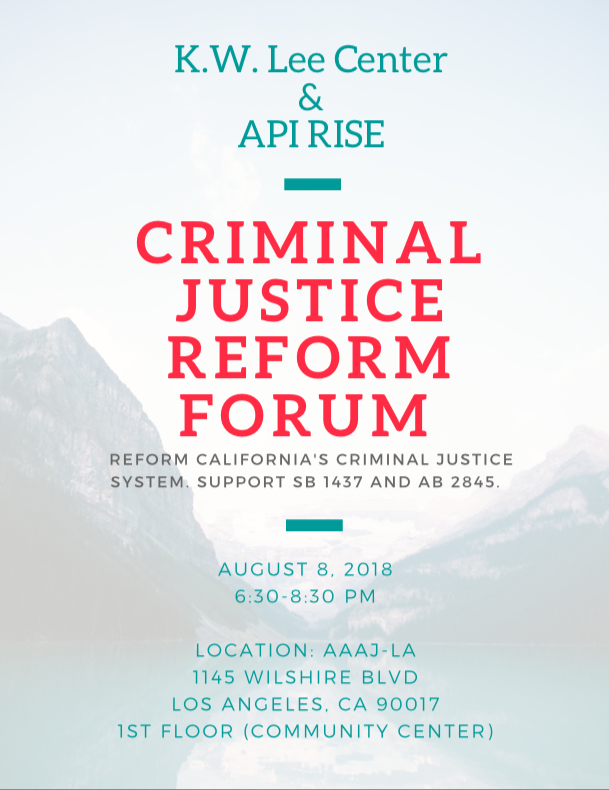 K.W. Lee Center
&
API RISE
CRIMINAL
JUSTICE
REFORM
FORUM
REFORM CALIFORNIA'S CRIMINAL JUSTICE
SYSTEM. SUPPORT SB 1437 AND AB 2845.
AUGUST 8, 2018
6:30-8:30 PM
LOCATION: AAAJ-LA
1145 WILSHIRE BLVD
LOS ANGELES, CA 90017
1ST FLOOR (COMMUNITY CENTER)